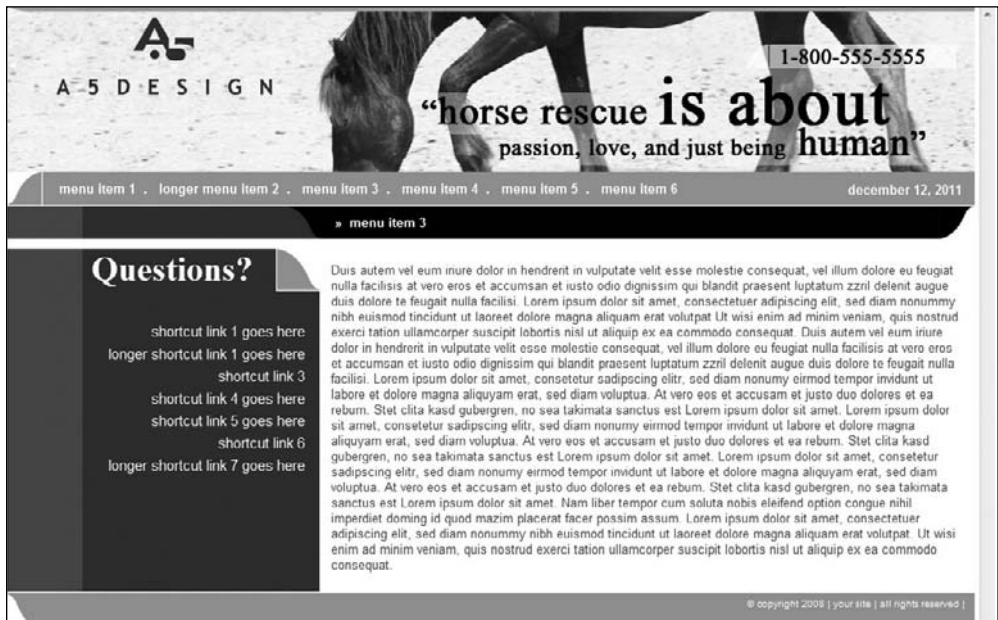 A5DESIGN
1-800-555-5555
“horse rescue is about
passion, love, and just being human”
menu item 1 . longer menu item 2 . menu item 3 . menu item 4 . menu item 5 . menu item 6
december 12, 2011
» menu item 3
Questions?
shortcut link 1 goes here
longer shortcut link 1 goes here
shortcut link 3
shortcut link 4 goes here
shortcut link 5 goes here
shortcut link 6
longer shortcut link 7 goes here
Duis autem vel eum iriure dolor in hendrerit in vulputate velit esse molestie consequat, vel illum dolore eu feugiat
nulla facilisis at vero eros et accumsan et iusto odio dignissim qui blandit praesent luptatum zzril delenit augue
duis dolore te feugait nulla facilisi. Lorem ipsum dolor sit amet, consectetuer adipiscing elit, sed diam nonummy
nibh euismod tincidunt ut laoreet dolore magna aliquam erat volutpat Ut wisi enim ad minim veniam, quis nostrud
exerci tation ullamcorper suscipit lobortis nisl ut aliquip ex ea commodo consequat. Duis autem vel eum iriure
dolor in hendrerit in vulputate velit esse molestie consequat, vel illum dolore eu feugiat nulla facilisis at vero eros
et accumsan et iusto odio dignissim qui blandit praesent luptatum zzril delenit augue duis dolore te feugait nulla
facilisi. Lorem ipsum dolor sit amet, consetetur sadipscing elitr, sed diam nonumy eirmod tempor invidunt ut
labore et dolore magna aliquyam erat, sed diam voluptua. At vero eos et accusam et justo duo dolores et ea
rebum. Stet clita kasd gubergren, no sea takimata sanctus est Lorem ipsum dolor sit amet. Lorem ipsum dolor
sit amet, consetetur sadipscing elitr, sed diam nonumy eirmod tempor invidunt ut labore et dolore magna
aliquyam erat, sed diam voluptua. At vero eos et accusam et justo duo dolores et ea rebum. Stet clita kasd
gubergren, no sea takimata sanctus est Lorem ipsum dolor sit amet. Lorem ipsum dolor sit amet, consetetur
sadipscing elitr, sed diam nonumy eirmod tempor invidunt ut labore et dolore magna aliquyam erat, sed diam
voluptua. At vero eos et accusam et justo duo dolores et ea rebum. Stet clita kasd gubergren, no sea takimata
sanctus est Lorem ipsum dolor sit amet. Nam liber tempor cum soluta nobis eleifend option congue nihil
imperdiet doming id quod mazim placerat facer possim assum. Lorem ipsum dolor sit amet, consectetuer
adipiscing elit, sed diam nonummy nibh euismod tincidunt ut laoreet dolore magna aliquam erat volutpat. Ut wisi
enim ad minim veniam, quis nostrud exerci tation ullamcorper suscipit lobortis nisl ut aliquip ex ea commodo
consequat.
© copyright 2008 | your site | all rights reserved |